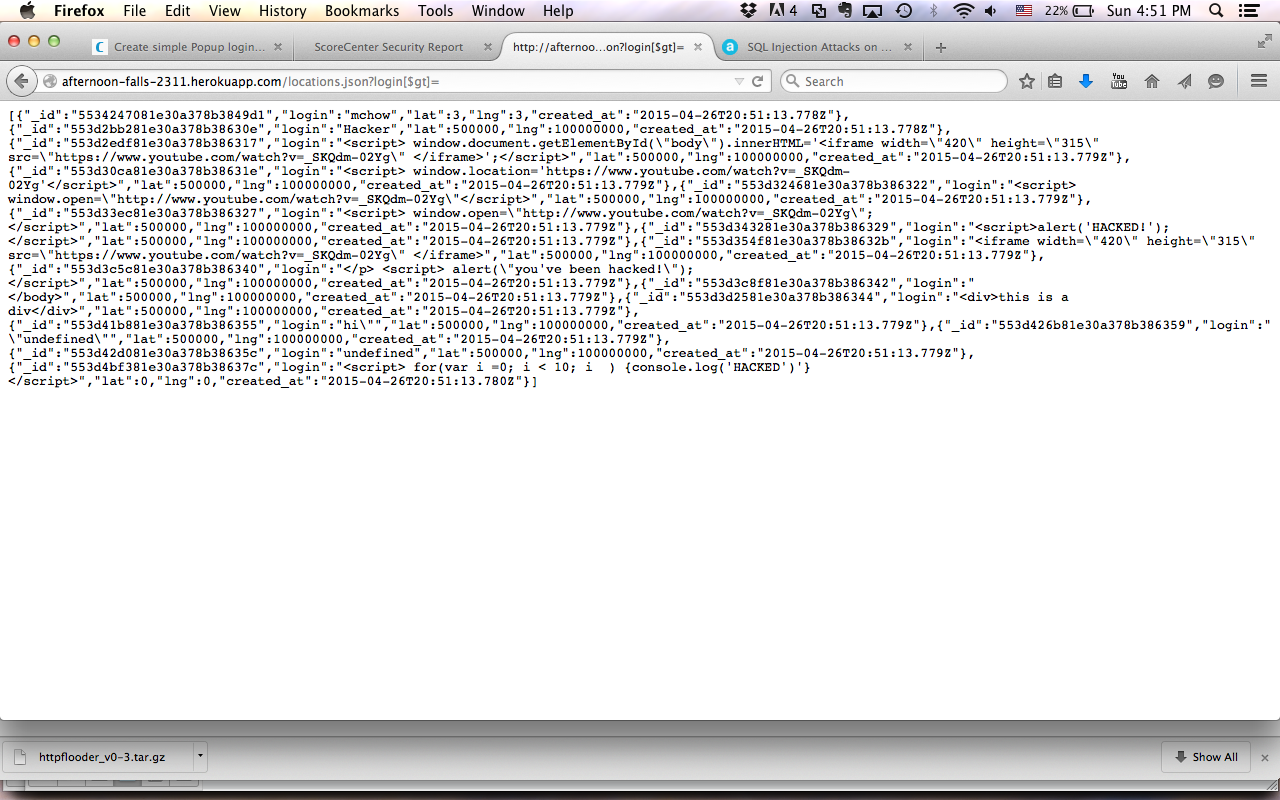 Firefox File Edit View History Bookmarks Tools Window Help 4 22% Sun 4:51 PM
Create simple Popup login... ScoreCenter Security Report http://afternoo...on?login[$gt]= SQL Injection Attacks on ...
afternoon-falls-2311.herokuapp.com/locations.json?login[$gt]= Search You Tube
[{"_id":"5534247081e30a378b3849d1","login":"mchow","lat":3,"lng":3,"created_at":"2015-04-26T20:51:13.778Z"},
{"_id":"553d2bb281e30a378b38630e","login":"Hacker","lat":500000,"lng":100000000,"created_at":"2015-04-26T20:51:13.778Z"},
{"_id":"553d2edf81e30a378b386317","login":"<script> window.document.getElementById(\"body\").innerHTML='<iframe width=\"420\" height=\"315\"
src=\"https://www.youtube.com/watch?v=_SKQdm-02Yg\" </iframe>';</script>","lat":500000,"lng":100000000,"created_at":"2015-04-26T20:51:13.779Z"},
{"_id":"553d30ca81e30a378b38631e","login":"<script> window.location='https://www.youtube.com/watch?v=_SKQdm-
02Yg'</script>","lat":500000,"lng":100000000,"created_at":"2015-04-26T20:51:13.779Z"},{"_id":"553d324681e30a378b386322","login":"<script>
window.open=\"http://www.youtube.com/watch?v=_SKQdm-02Yg\"</script>","lat":500000,"lng":100000000,"created_at":"2015-04-26T20:51:13.779Z"},
{"_id":"553d33ec81e30a378b386327","login":"<script> window.open=\"http://www.youtube.com/watch?v=_SKQdm-02Yg\";
</script>","lat":500000,"lng":100000000,"created_at":"2015-04-26T20:51:13.779Z"},{"_id":"553d343281e30a378b386329","login":"<script>alert('HACKED!');
</script>","lat":500000,"lng":100000000,"created_at":"2015-04-26T20:51:13.779Z"},{"_id":"553d354f81e30a378b38632b","login":"<iframe width=\"420\" height=\"315\"
src=\"https://www.youtube.com/watch?v=_SKQdm-02Yg\" </iframe>","lat":500000,"lng":100000000,"created_at":"2015-04-26T20:51:13.779Z"},
{"_id":"553d3c5c81e30a378b386340","login":"</p> <script> alert(\"you've been hacked!\");
</script>","lat":500000,"lng":100000000,"created_at":"2015-04-26T20:51:13.779Z"},{"_id":"553d3c8f81e30a378b386342","login":"
</body>","lat":500000,"lng":100000000,"created_at":"2015-04-26T20:51:13.779Z"},{"_id":"553d3d2581e30a378b386344","login":"<div>this is a
div</div>","lat":500000,"lng":100000000,"created_at":"2015-04-26T20:51:13.779Z"},
{"_id":"553d41b881e30a378b386355","login":"hi\"","lat":500000,"lng":100000000,"created_at":"2015-04-26T20:51:13.779Z"},{"_id":"553d426b81e30a378b386359","login":"
\"undefined\"","lat":500000,"lng":100000000,"created_at":"2015-04-26T20:51:13.779Z"},
{"_id":"553d42d081e30a378b38635c","login":"undefined","lat":500000,"lng":100000000,"created_at":"2015-04-26T20:51:13.779Z"},
{"_id":"553d4bf381e30a378b38637c","login":"<script> for(var i =0; i < 10; i  ) {console.log('HACKED')'}
</script>","lat":0,"lng":0,"created_at":"2015-04-26T20:51:13.780Z"}]
httpflooder_v0-3.tar.gz Show All